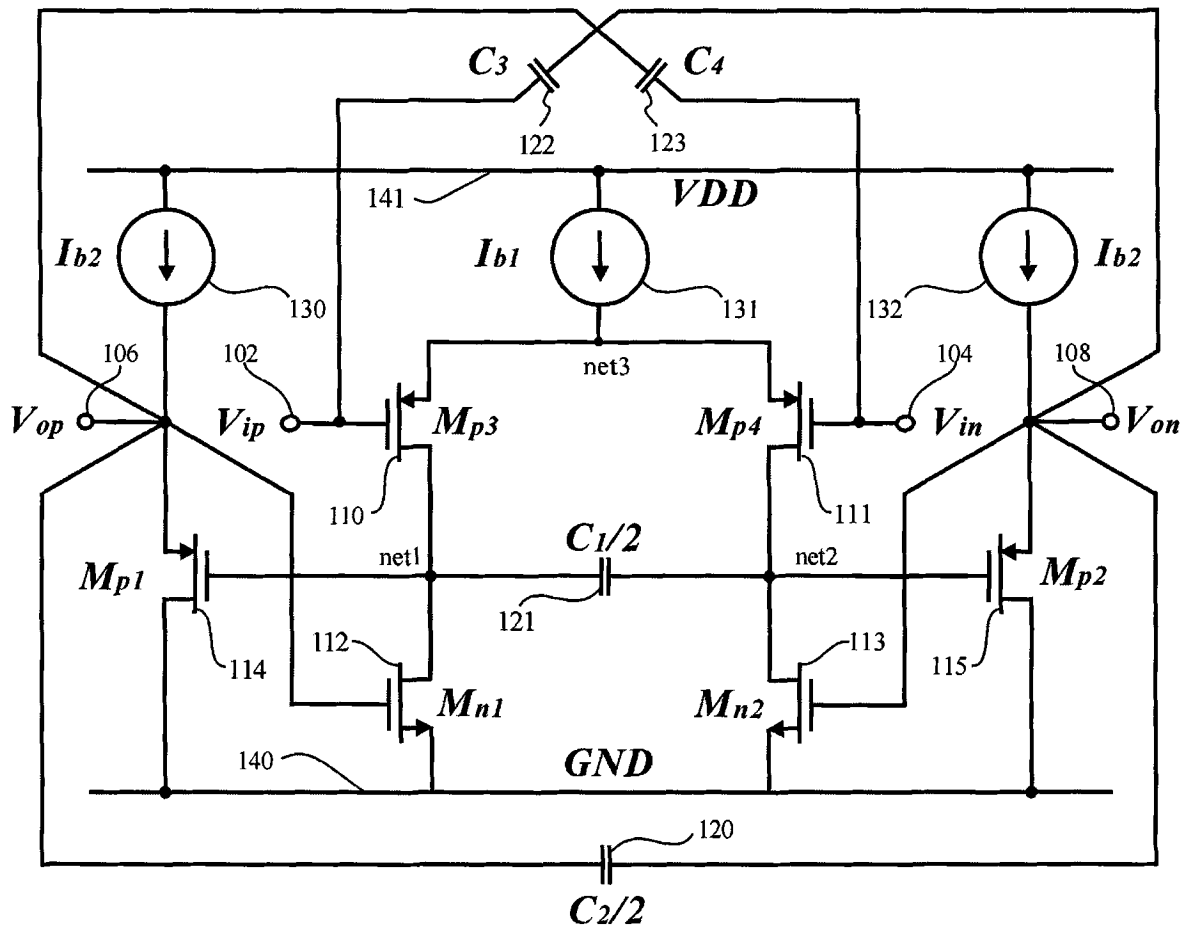 C3 C4
122 123
141 VDD
Ib2 Ib1 Ib2
130 131 132
106 102 net3 104 108
Vop Vip Mp3 Mp4 Vin Von
110 111
C1/2
net1 net2
Mp1 Mp2
121
112 113
114 115
Mn1 Mn2
140 GND
120
C2/2